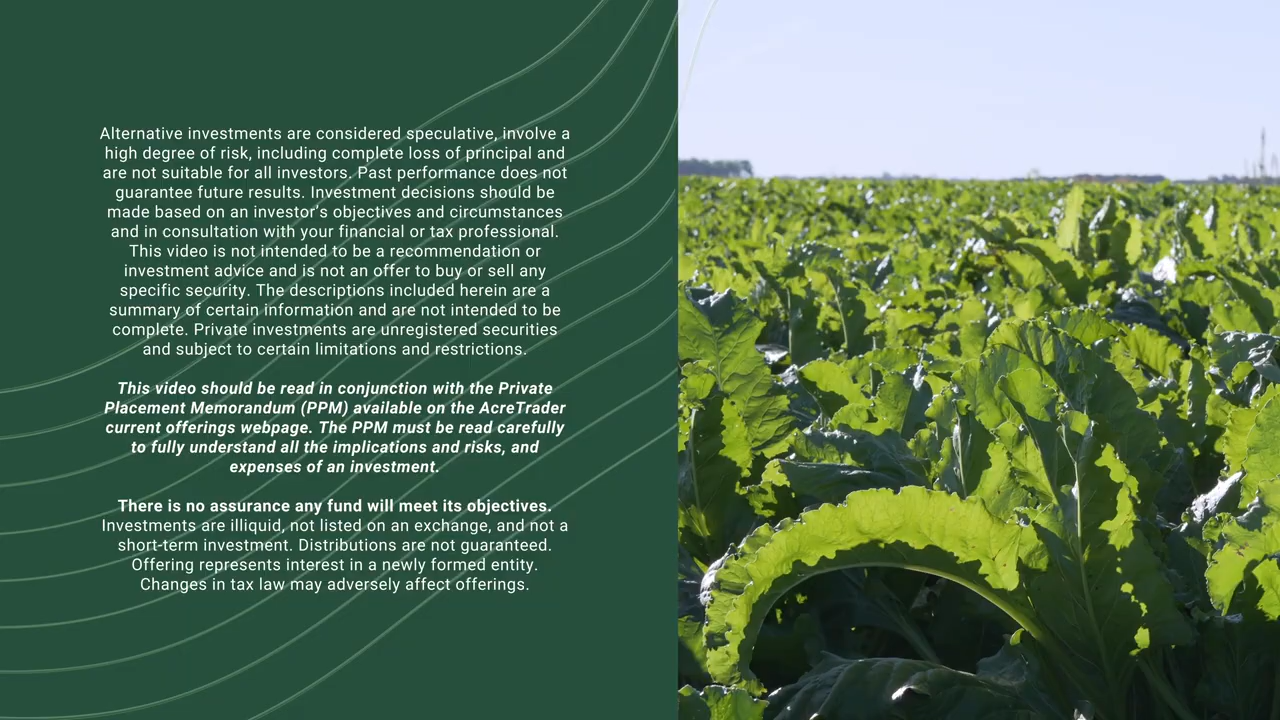 Alternative investments are considered speculative, involve a
high degree of risk, including complete loss of principal and
are not suitable for all investors. Past performance does not
guarantee future results. Investment decisions should be
made based on an investor's objectives and circumstances
and in consultation with your financial or tax professional.
This video is not intended to be a recommendation or
investment advice and is not an offer to buy or sell any
specific security. The descriptions included herein are a
summary of certain information and are not intended to be
complete. Private investments are unregistered securities
and subject to certain limitations and restrictions.
This video should be read in conjunction with the Private
Placement Memorandum (PPM) available on the AcreTrader
current offerings webpage. The PPM must be read carefully
to fully understand all the implications and risks, and
expenses of an investment.
There is no assurance any fund will meet its objectives.
Investments are illiquid, not listed on an exchange, and not a
short-term investment. Distributions are not guaranteed.
Offering represents interest in a newly formed entity.
Changes in tax law may adversely affect offerings.